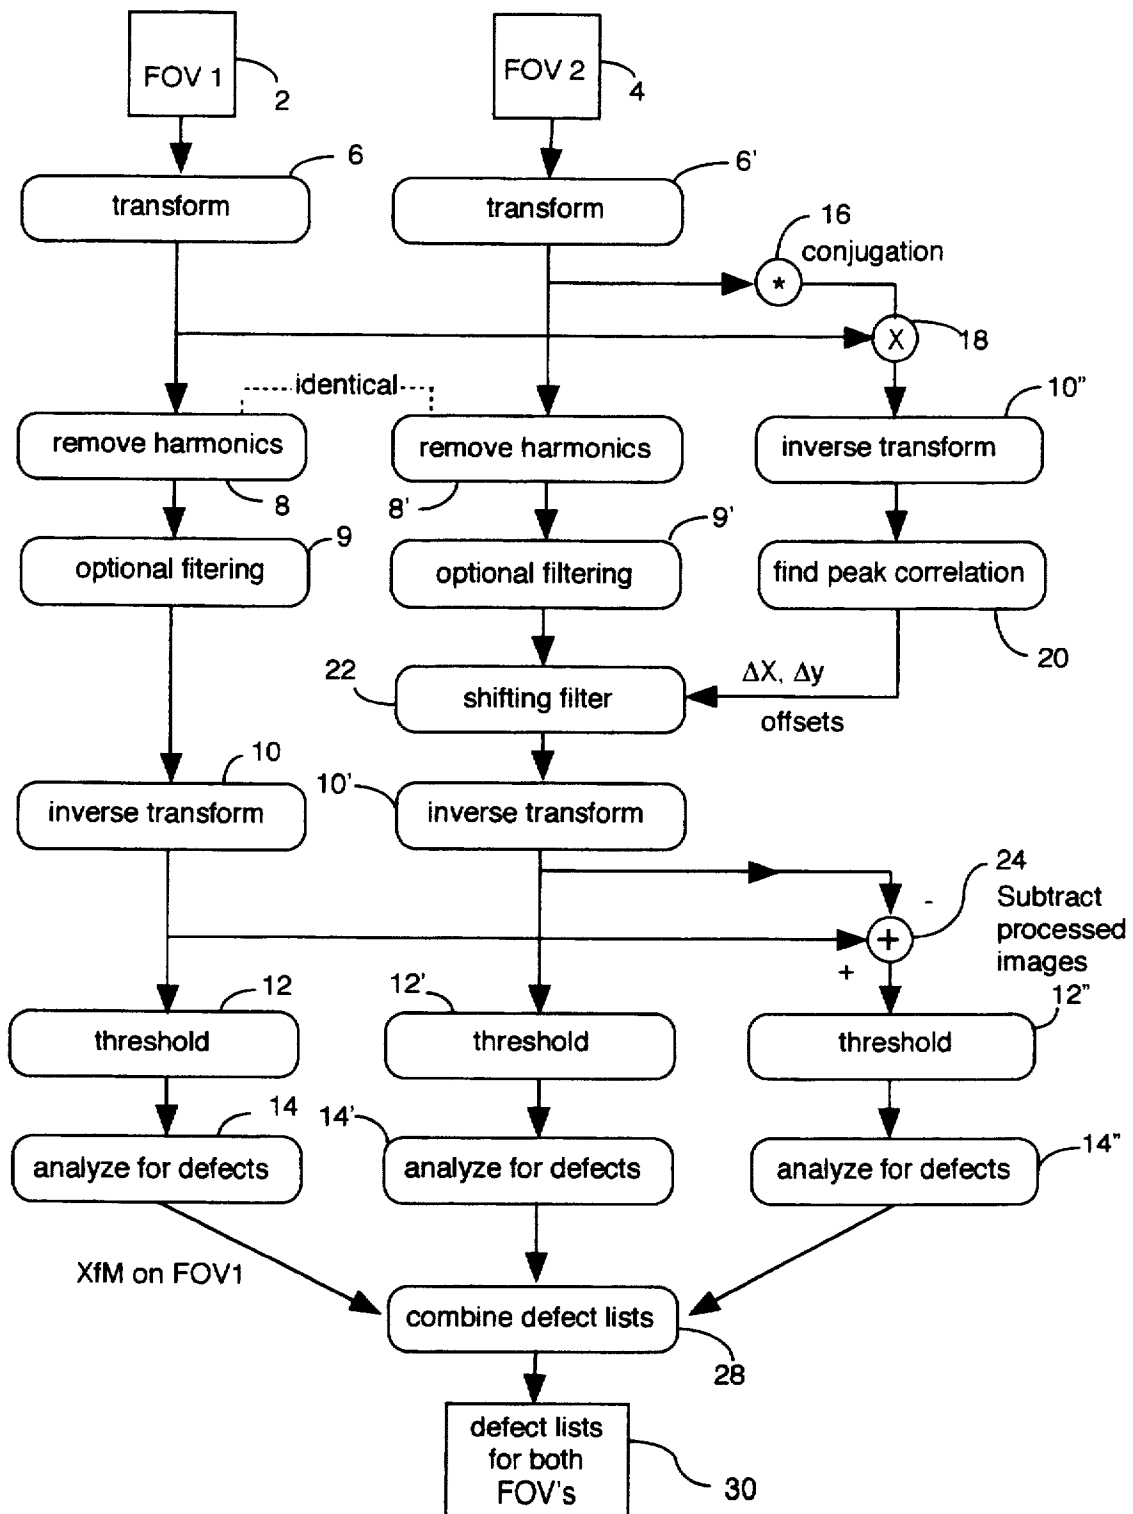 FOV 1
2
FOV 2
4
6
transform
6'
transform
16
conjugation
*
X
18
identical
remove harmonics
8
remove harmonics
8'
10"
inverse transform
9
optional fitering
9'
optional filtering
find peak correlation
20
22
shifting filter
ΔX, Δy
offsets
10
inverse transform
10'
inverse transform
24
-
+
+
Subtract
processed
images
12
threshold
12'
threshold
12"
threshold
14
analyze for defects
14'
analyze for defects
14"
analyze for defects
XfM on FOV1
combine defect lists
28
defect lists
for both
FOV's
30